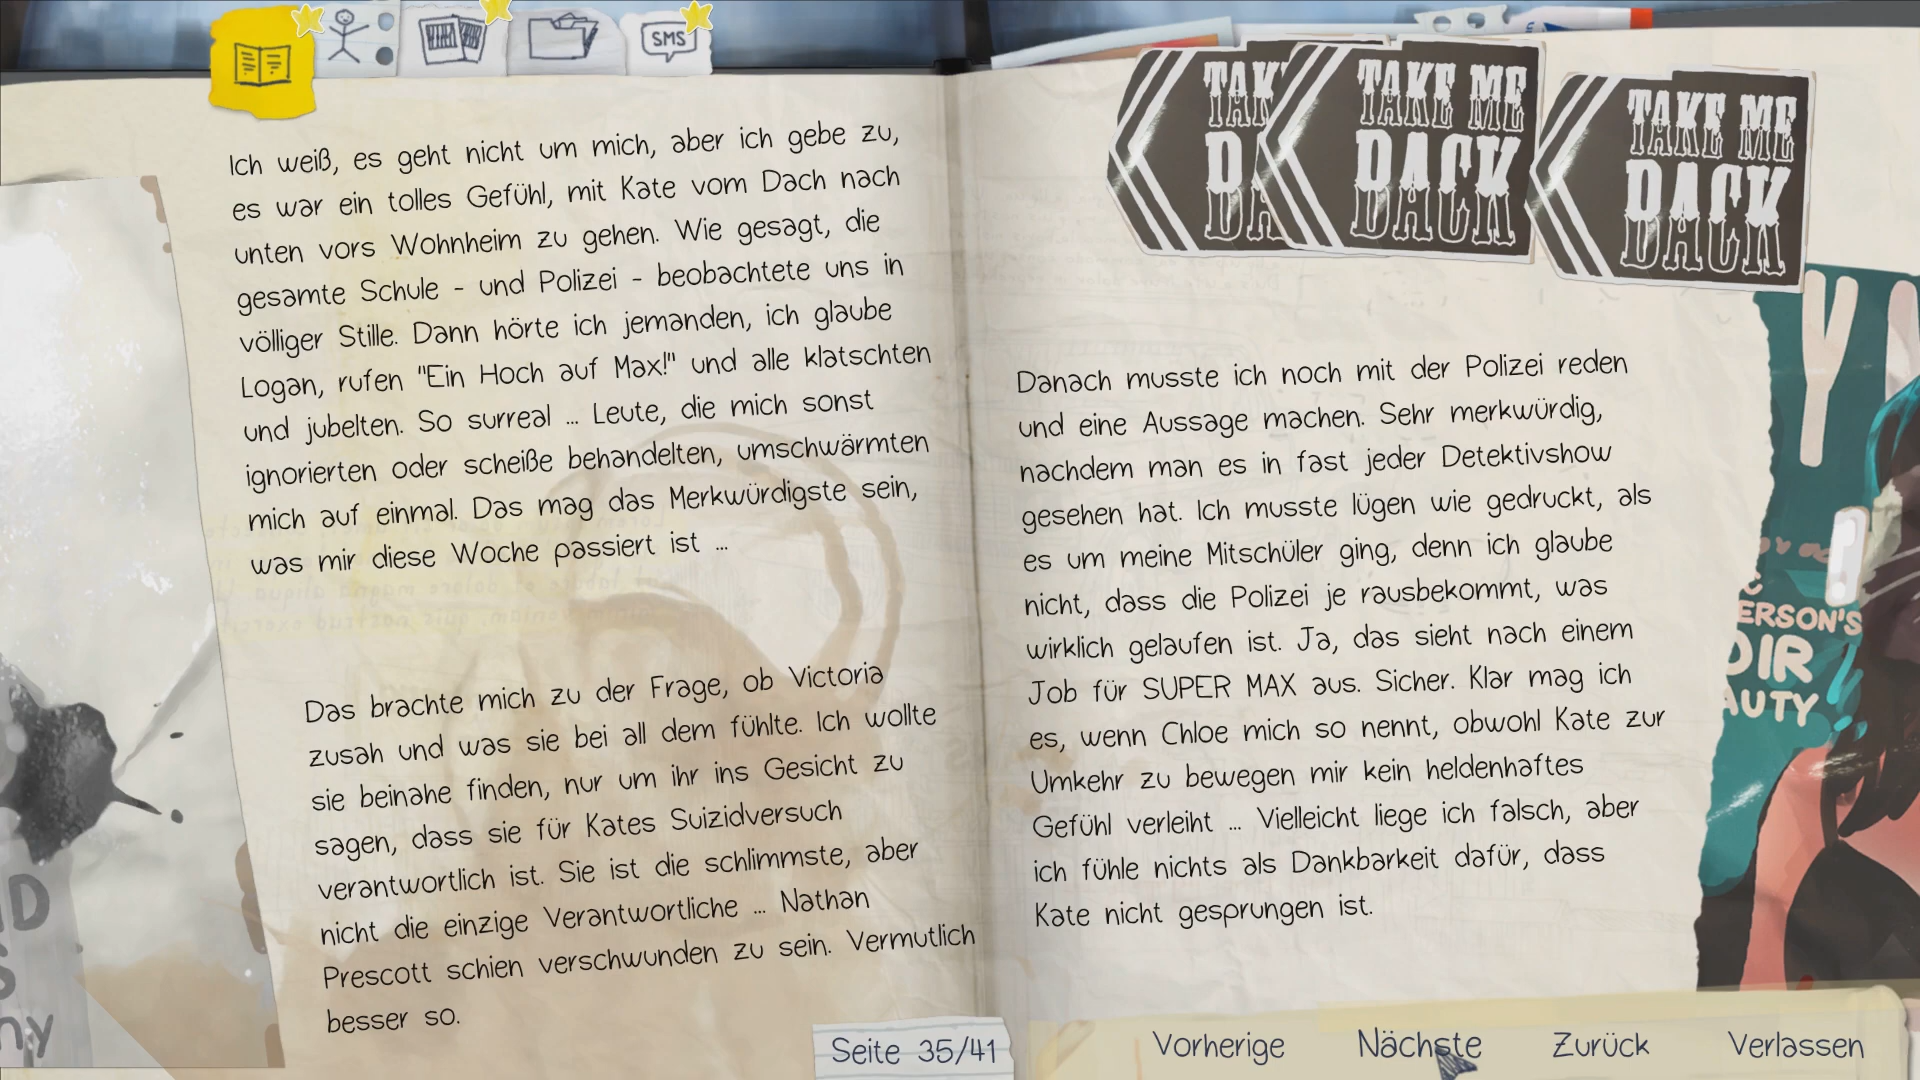 SMS
Ich weiß, es geht nicht um mich, aber ich gebe zu,
es war ein tolles Gefühl, mit Kate vom Dach nach
unten vors Wohnheim zu gehen. Wie gesagt, die
gesamte Schule - und Polizei - beobachtete uns in
völliger Stille. Dann hörte ich jemanden, ich glaube
Logan, rufen "Ein Hoch auf Max!" und alle klatschten
und jubelten. So surreal ... Leute, die mich sonst
ignorierten oder scheiße behandelten, umschwärmten
mich auf einmal. Das mag das Merkwürdigste sein,
was mir diese Woche passiert ist ...
Das brachte mich zu der Frage, ob Victoria
zusah und was sie bei all dem fühlte. Ich wollte
sie beinahe finden, nur um ihr ins Gesicht zu
sagen, dass sie für Kates Suizidversuch
verantwortlich ist. Sie ist die schlimmste, aber
nicht die einzige Verantwortliche ... Nathan
Prescott schien verschwunden zu sein. Vermutlich
besser so.
TAKE ME
DACK
TAKE ME
DACK
Danach musste ich noch mit der Polizei reden
und eine Aussage machen. Sehr merkwürdig,
nachdem man es in fast jeder Detektivshow
gesehen hat. Ich musste lügen wie gedruckt, als
es um meine Mitschüler ging, denn ich glaube
nicht, dass die Polizei je rausbekommt, was
wirklich gelaufen ist. Ja, das sieht nach einem
Job für SUPER MAX aus. Sicher. Klar mag ich
es, wenn Chloe mich so nennt, obwohl Kate zur
Umkehr zu bewegen mir kein heldenhaftes
Gefühl verleiht ... Vielleicht liege ich falsch, aber
ich fühle nichts als Dankbarkeit dafür, dass
Kate nicht gesprungen ist.
ERSON'S
OIR
AUTY
Seite 35/41
Vorherige Nächste Zurück Verlassen